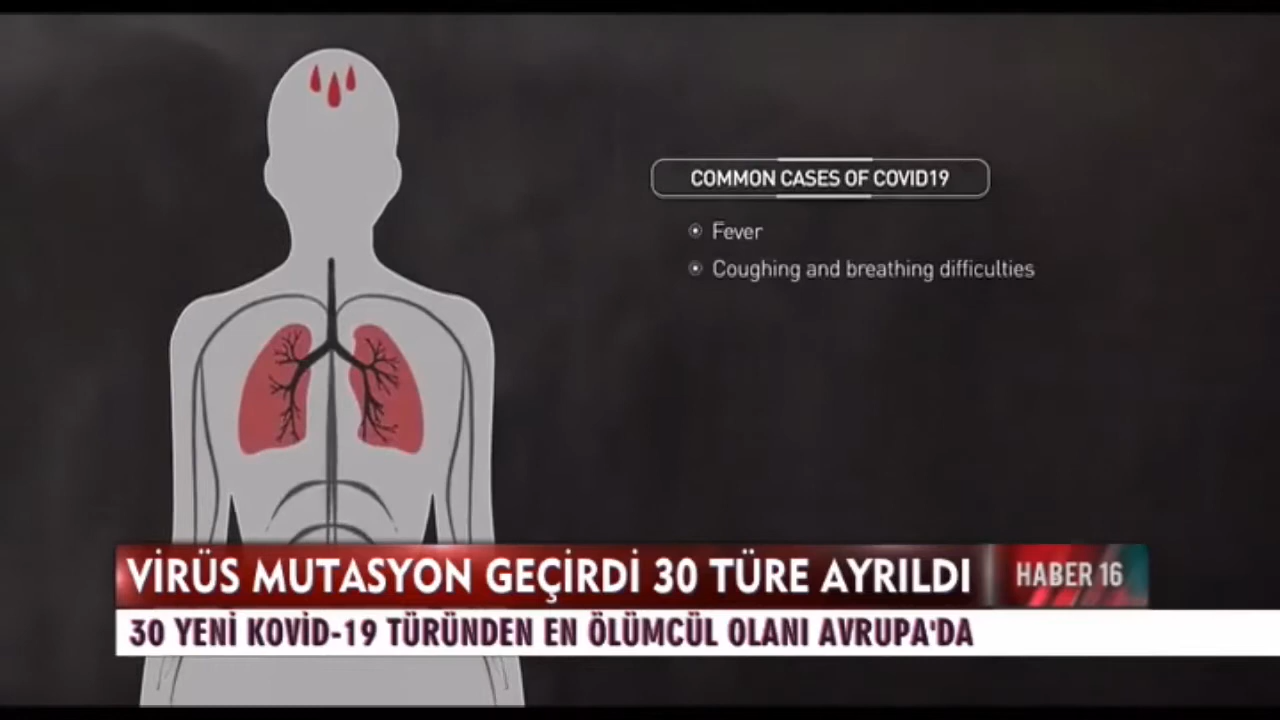 COMMON CASES OF COVID19
Fever
Coughing and breathing difficulties
VİRÜS MUTASYON GEÇİRDİ 30 TÜRE AYRILDI
HABER 16
30 YENİ KOVİD-19 TÜRÜNDEN EN ÖLÜMCÜL OLANI AVRUPA'DA